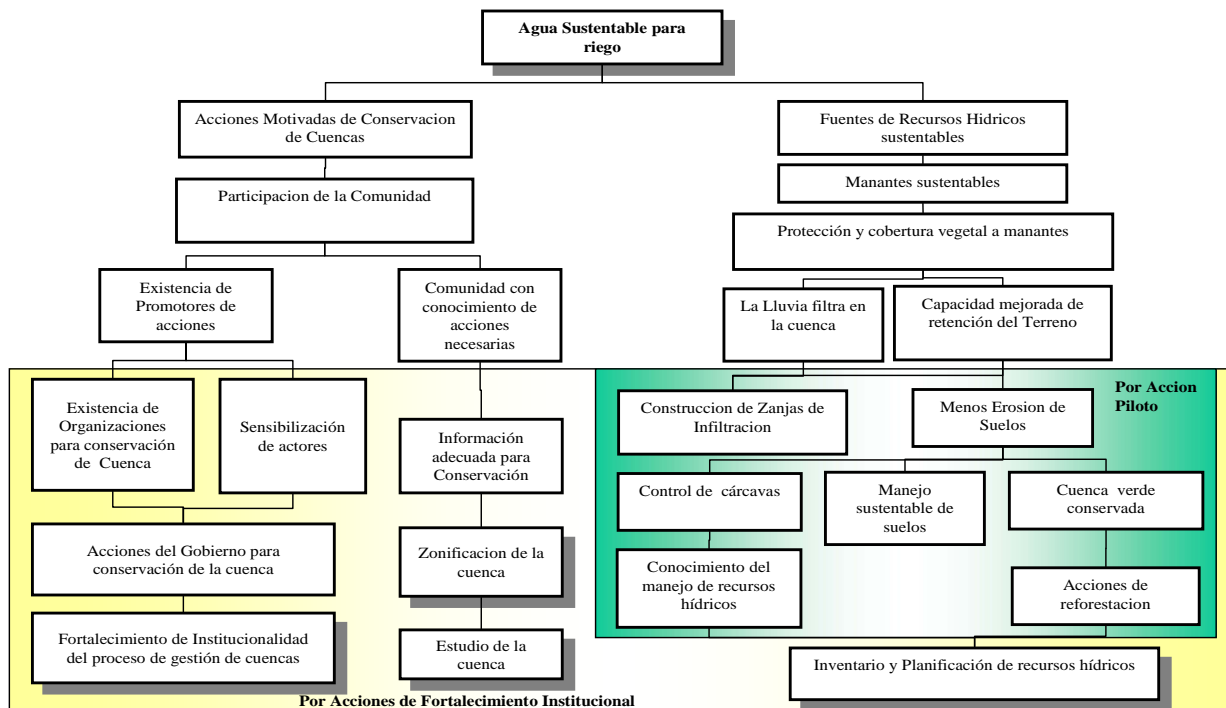 Agua Sustentable para
riego
Acciones Motivadas de Conservacion
de Cuencas
Fuentes de Recursos Hidricos
sustentables
Participacion de la Comunidad
Manantes sustentables
Protección y cobertura vegetal a manantes
Existencia de
Promotores de
acciones
Comunidad con
conocimiento de
acciones
necesarias
La Lluvia filtra en
la cuenca
Capacidad mejorada de
retención del Terreno
Existencia de
Organizaciones
para conservación
de Cuenca
Sensibilización
de actores
Información
adecuada para
Conservación
Construccion de Zanjas de
Infiltracion
Menos Erosion de
Suelos
Por Accion
Piloto
Control de cárcavas
Manejo
sustentable de
suelos
Cuenca verde
conservada
Acciones del Gobierno para
conservación de la cuenca
Zonificacion de la
cuenca
Conocimiento del
manejo de recursos
hídricos
Acciones de
reforestacion
Fortalecimiento de Institucionalidad
del proceso de gestión de cuencas
Estudio de la
cuenca
Inventario y Planificación de recursos hídricos
Por Acciones de Fortalecimiento Institucional